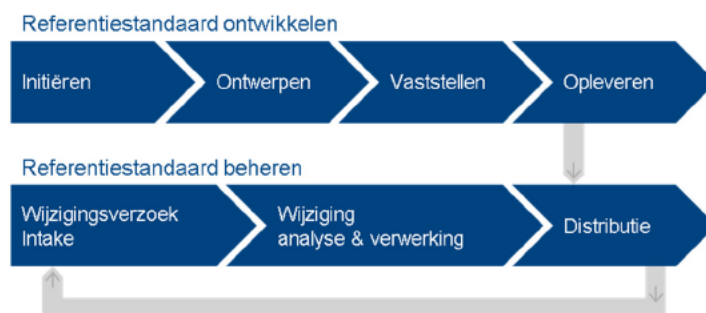 Referentiestandaard ontwikkelen
Initiëren
Ontwerpen
Vaststellen
Opleveren
Referentiestandaard beheren
Wijzigingsverzoek
Intake
Wijziging
analyse & verwerking
Distributie